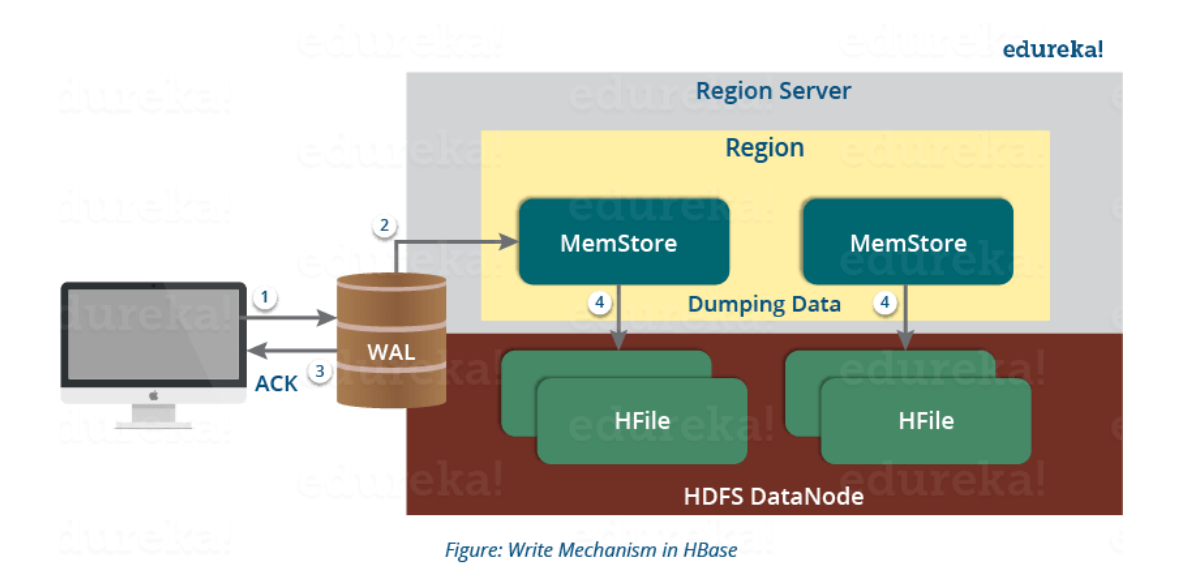 edureka!
Region Server
Region
2
MemStore
MemStore
1
4
Dumping Data
4
WAL
3
ACK
HFile
HFile
HDFS DataNode
Figure: Write Mechanism in HBase